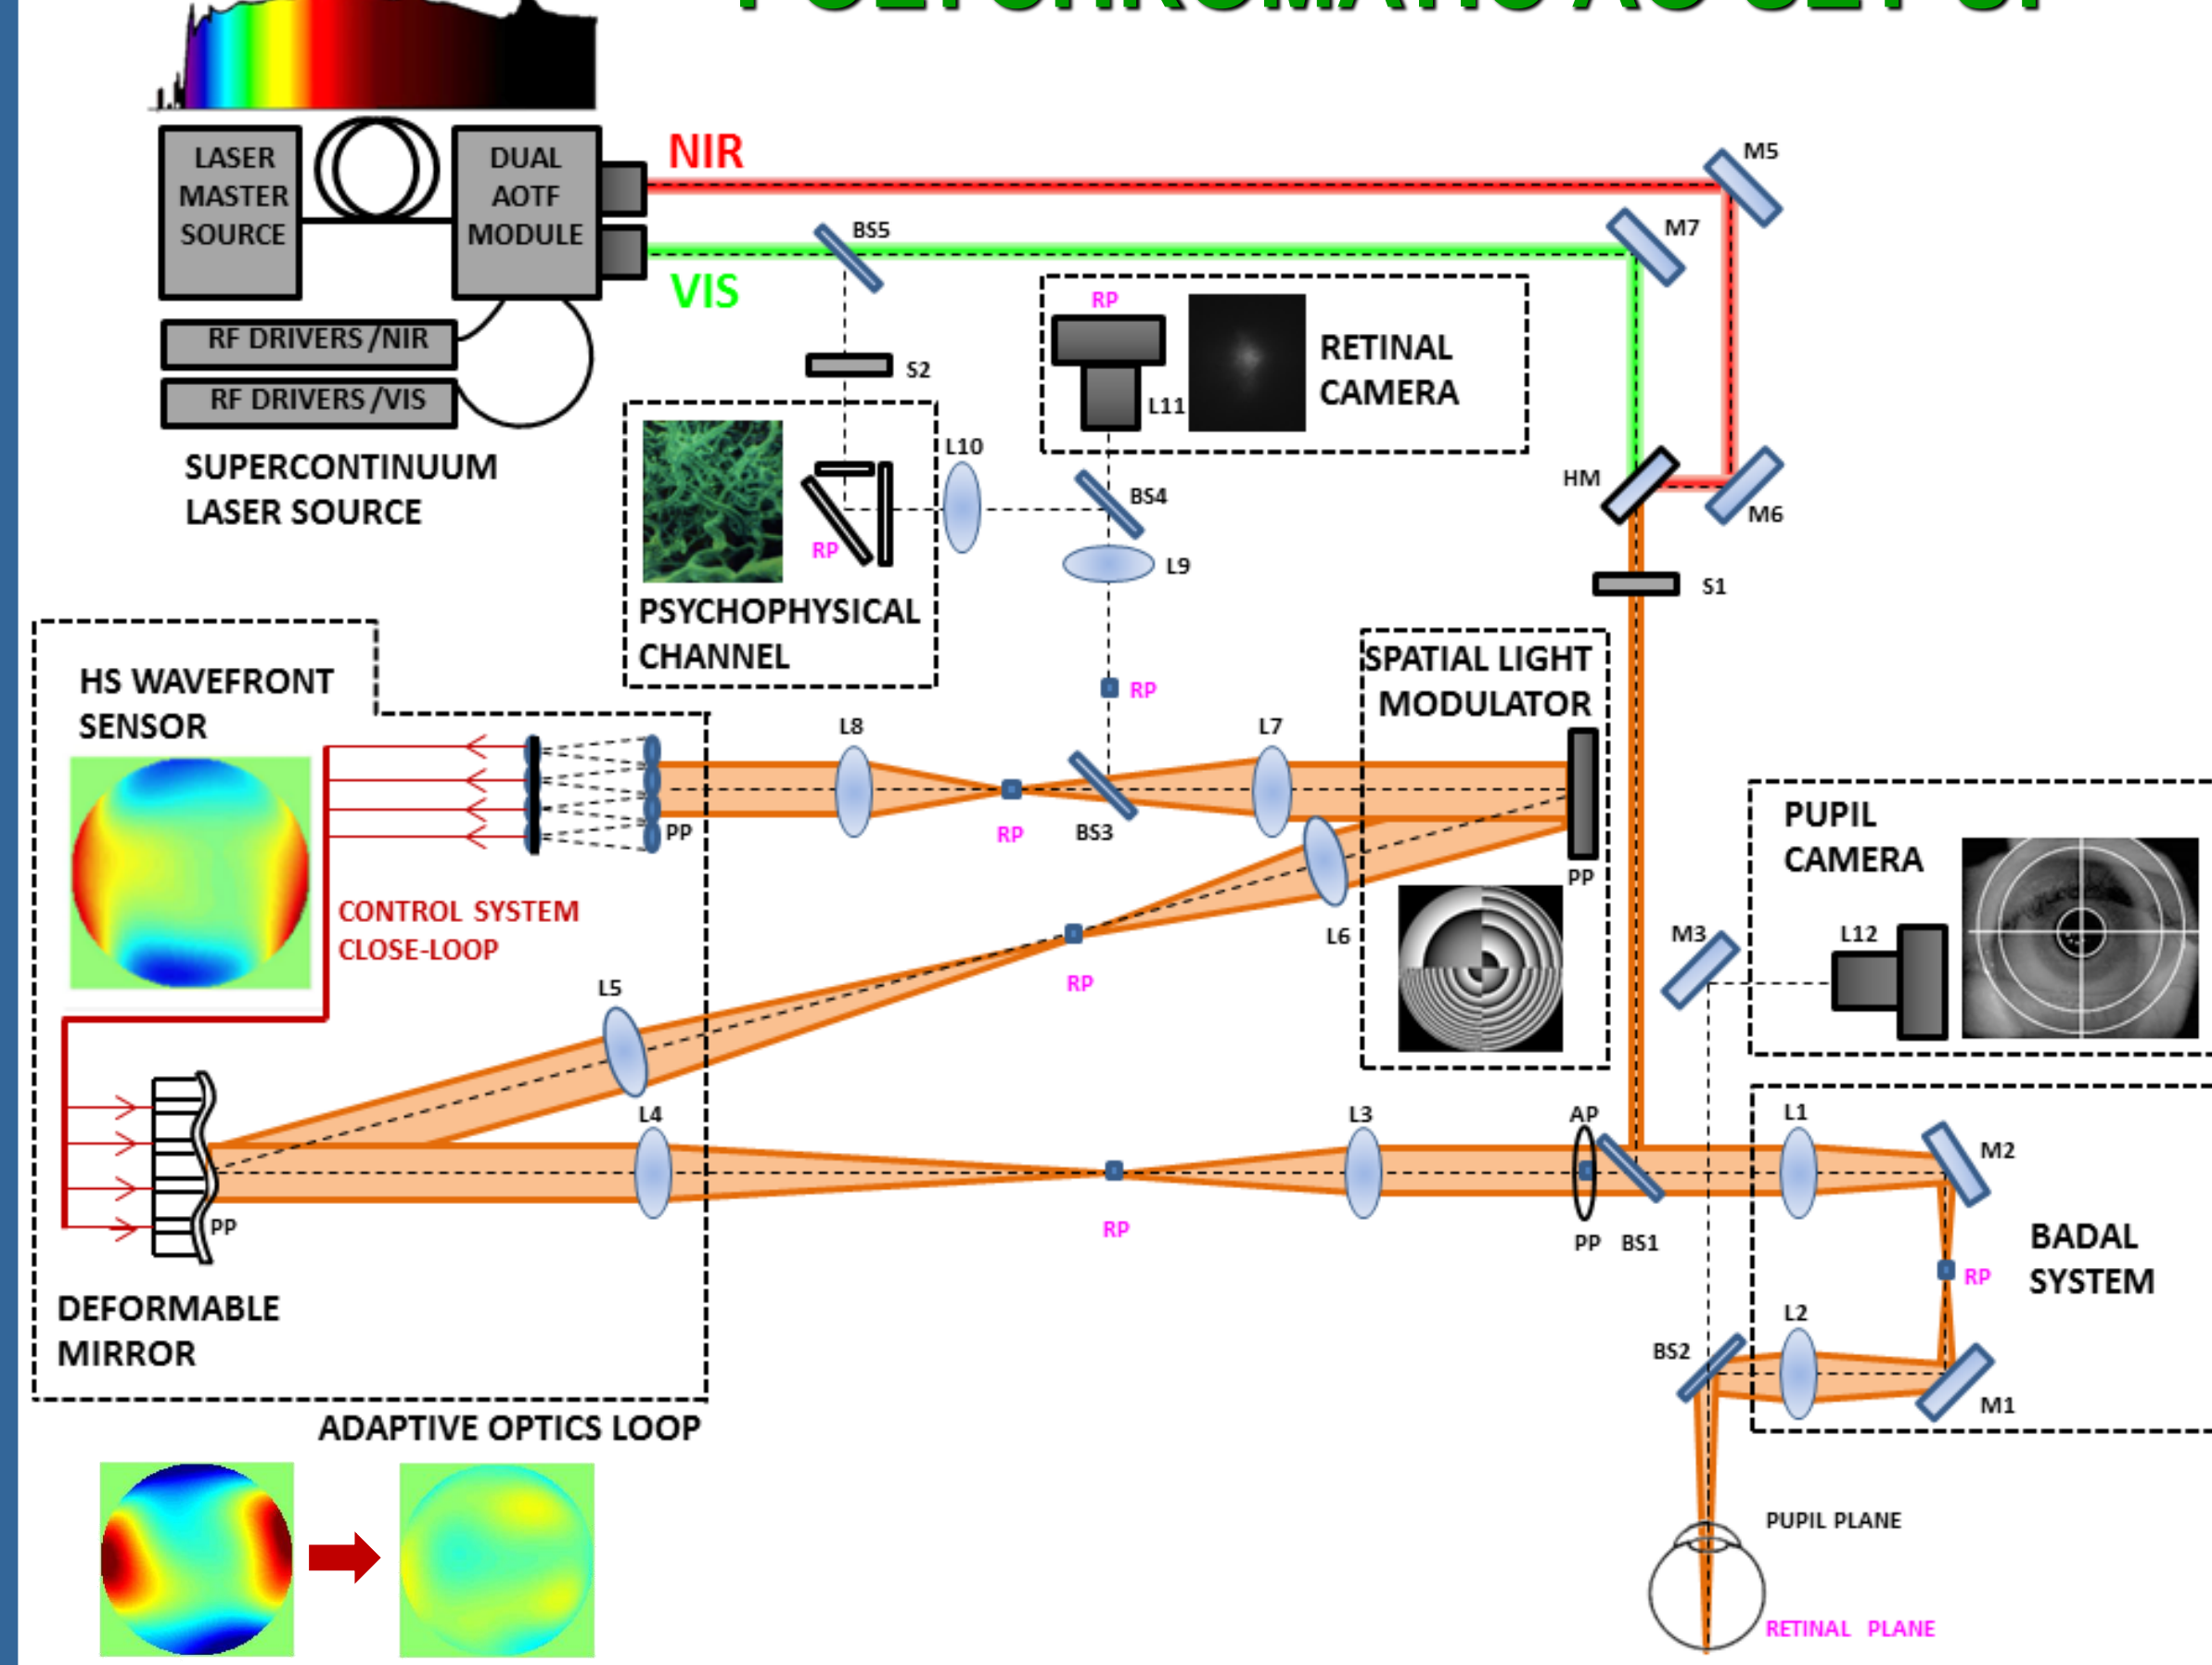 POLYCHROMATIC AO SET UP
LASER
MASTER
SOURCE
DUAL
AOTF
MODULE
NIR
VIS
RF DRIVERS /NIR
RF DRIVERS /VIS
SUPERCONTINUUM
LASER SOURCE
M5
M7
BS5
S2
RP
L11
RETINAL
CAMERA
L10
BS4
RP
L9
HM
M6
S1
PSYCHOPHYSICAL
CHANNEL
RP
HS WAVEFRONT
SENSOR
SPATIAL LIGHT
MODULATOR
L8
L7
PP
RP
BS3
PP
CONTROL SYSTEM
CLOSE-LOOP
L6
RP
L5
PUPIL
CAMERA
M3
L12
L4
L3
AP
L1
M2
PP
RP
PP
BS1
BADAL
SYSTEM
RP
DEFORMABLE
MIRROR
BS2
L2
M1
ADAPTIVE OPTICS LOOP
PUPIL PLANE
RETINAL PLANE